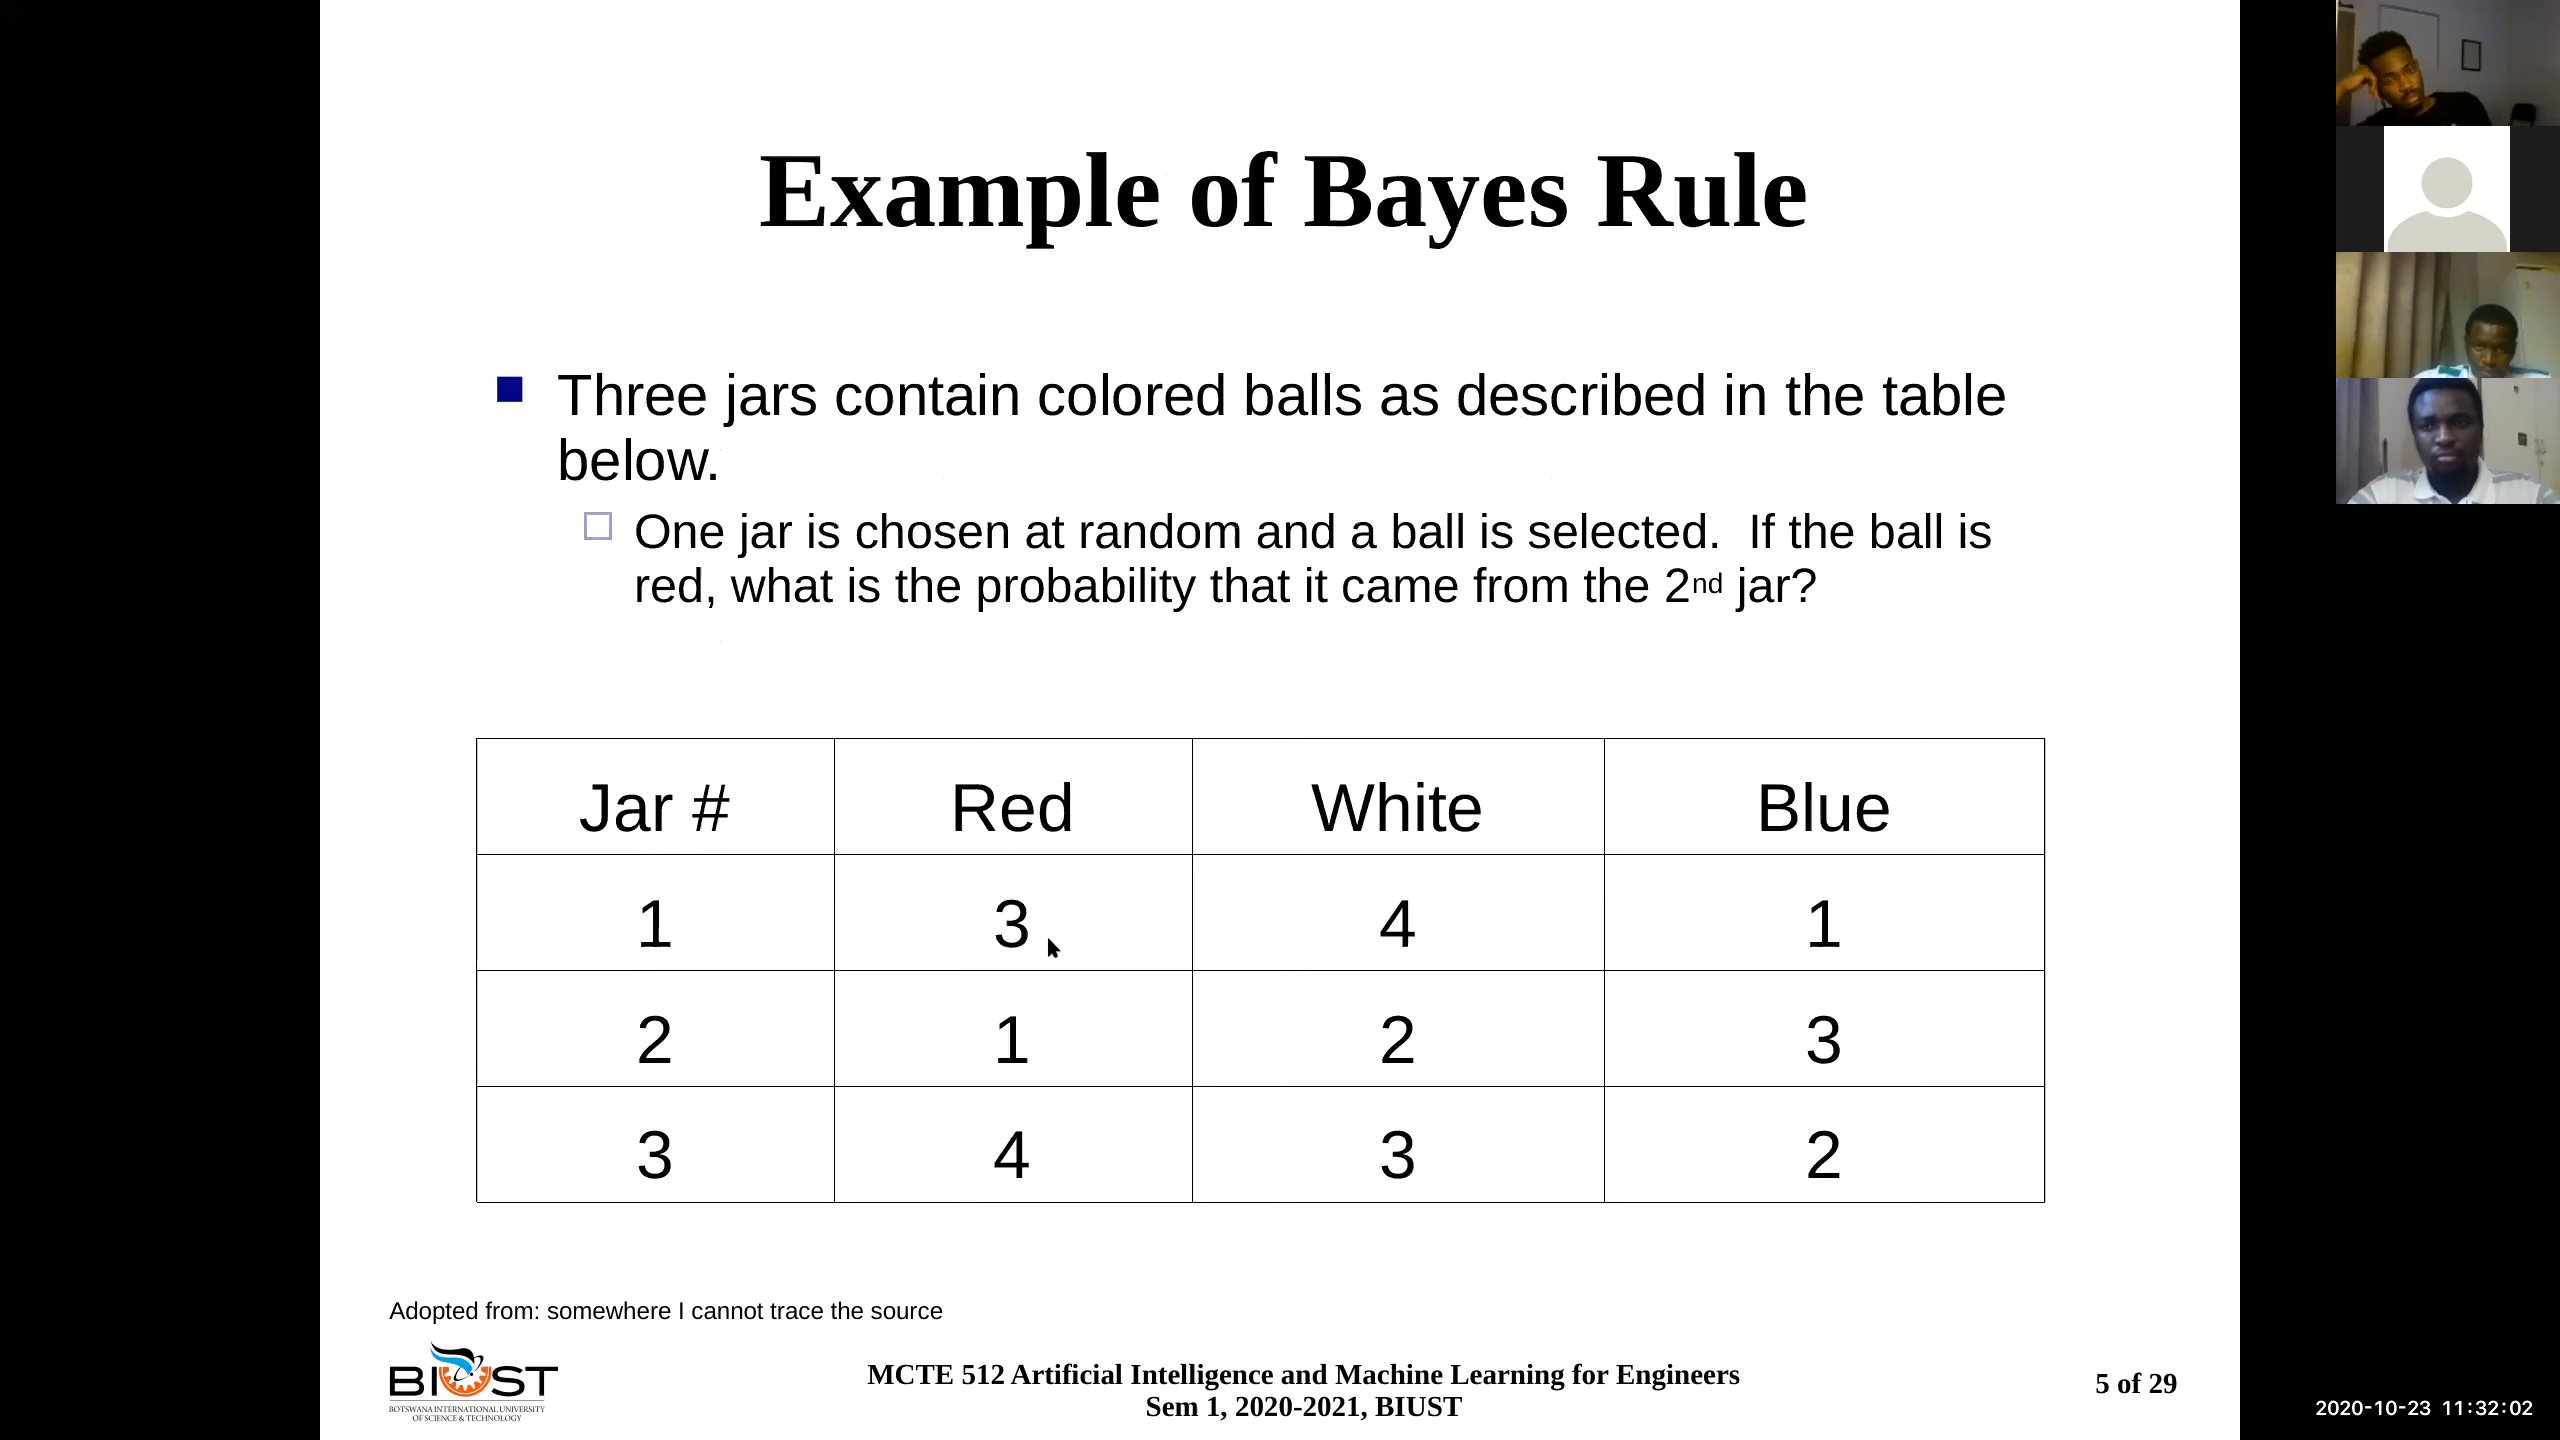 Example of Bayes Rule
Three jars contain colored balls as described in the table
below.
One jar is chosen at random and a ball is selected.  If the ball is
red, what is the probability that it came from the 2nd jar?
Jar # Red White Blue
1 3 4 1
2 1 2 3
3 4 3 2
Adopted from: somewhere I cannot trace the source
BIUST
BOTSWANA INTERNATIONAL UNIVERSITY
OF SCIENCE & TECHNOLOGY
MCTE 512 Artificial Intelligence and Machine Learning for Engineers
Sem 1, 2020-2021, BIUST
5 of 29
2020-10-23 11:32:02